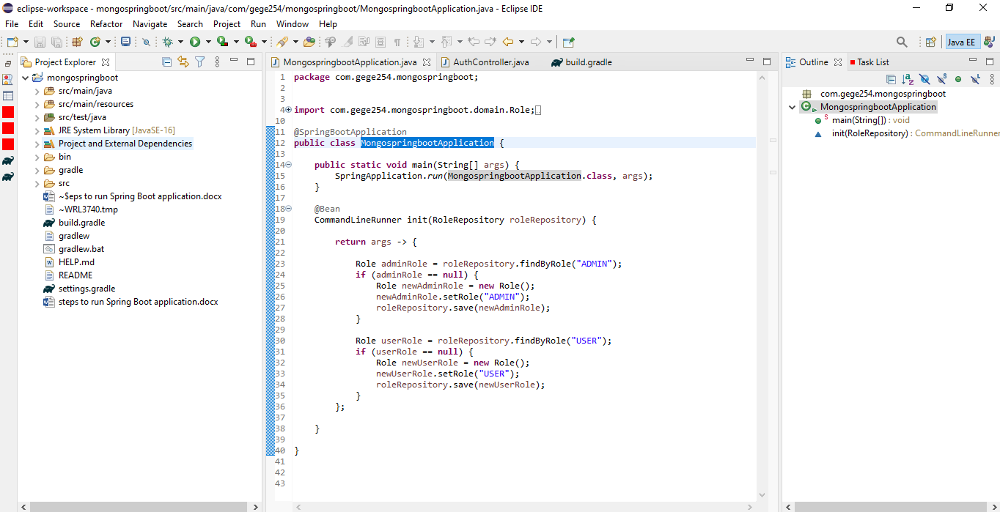 eclipse-workspace - mongospringboot/src/main/java/com/gege254/mongospringboot/MongospringbootApplication.java - Eclipse IDE
File Edit Source Refactor Navigate Search Project Run Window Help
Java EE
Project Explorer
mongospringboot
src/main/java
src/main/resources
src/test/java
JRE System Library [JavaSE-16]
Project and External Dependencies
bin
gradle
src
~$eps to run Spring Boot application.docx
~WRL3740.tmp
build.gradle
gradlew
gradlew.bat
HELP.md
README
settings.gradle
steps to run Spring Boot application.docx
MongospringbootApplication.java AuthController.java build.gradle
1 package com.gege254.mongospringboot;
2
3
4 import com.gege254.mongospringboot.domain.Role;
10
11 @SpringBootApplication
12 public class MongospringbootApplication {
13
14 public static void main(String[] args) {
15 SpringApplication.run(MongospringbootApplication.class, args);
16 }
17
18 @Bean
19 CommandLineRunner init(RoleRepository roleRepository) {
20
21 return args -> {
22
23 Role adminRole = roleRepository.findByRole("ADMIN");
24 if (adminRole == null) {
25 Role newAdminRole = new Role();
26 newAdminRole.setRole("ADMIN");
27 roleRepository.save(newAdminRole);
28 }
29
30 Role userRole = roleRepository.findByRole("USER");
31 if (userRole == null) {
32 Role newUserRole = new Role();
33 newUserRole.setRole("USER");
34 roleRepository.save(newUserRole);
35 }
36 };
37
38 }
39
40 }
41
42
43
Outline Task List
com.gege254.mongospringboot
MongospringbootApplication
main(String[]) : void
init(RoleRepository) : CommandLineRunner